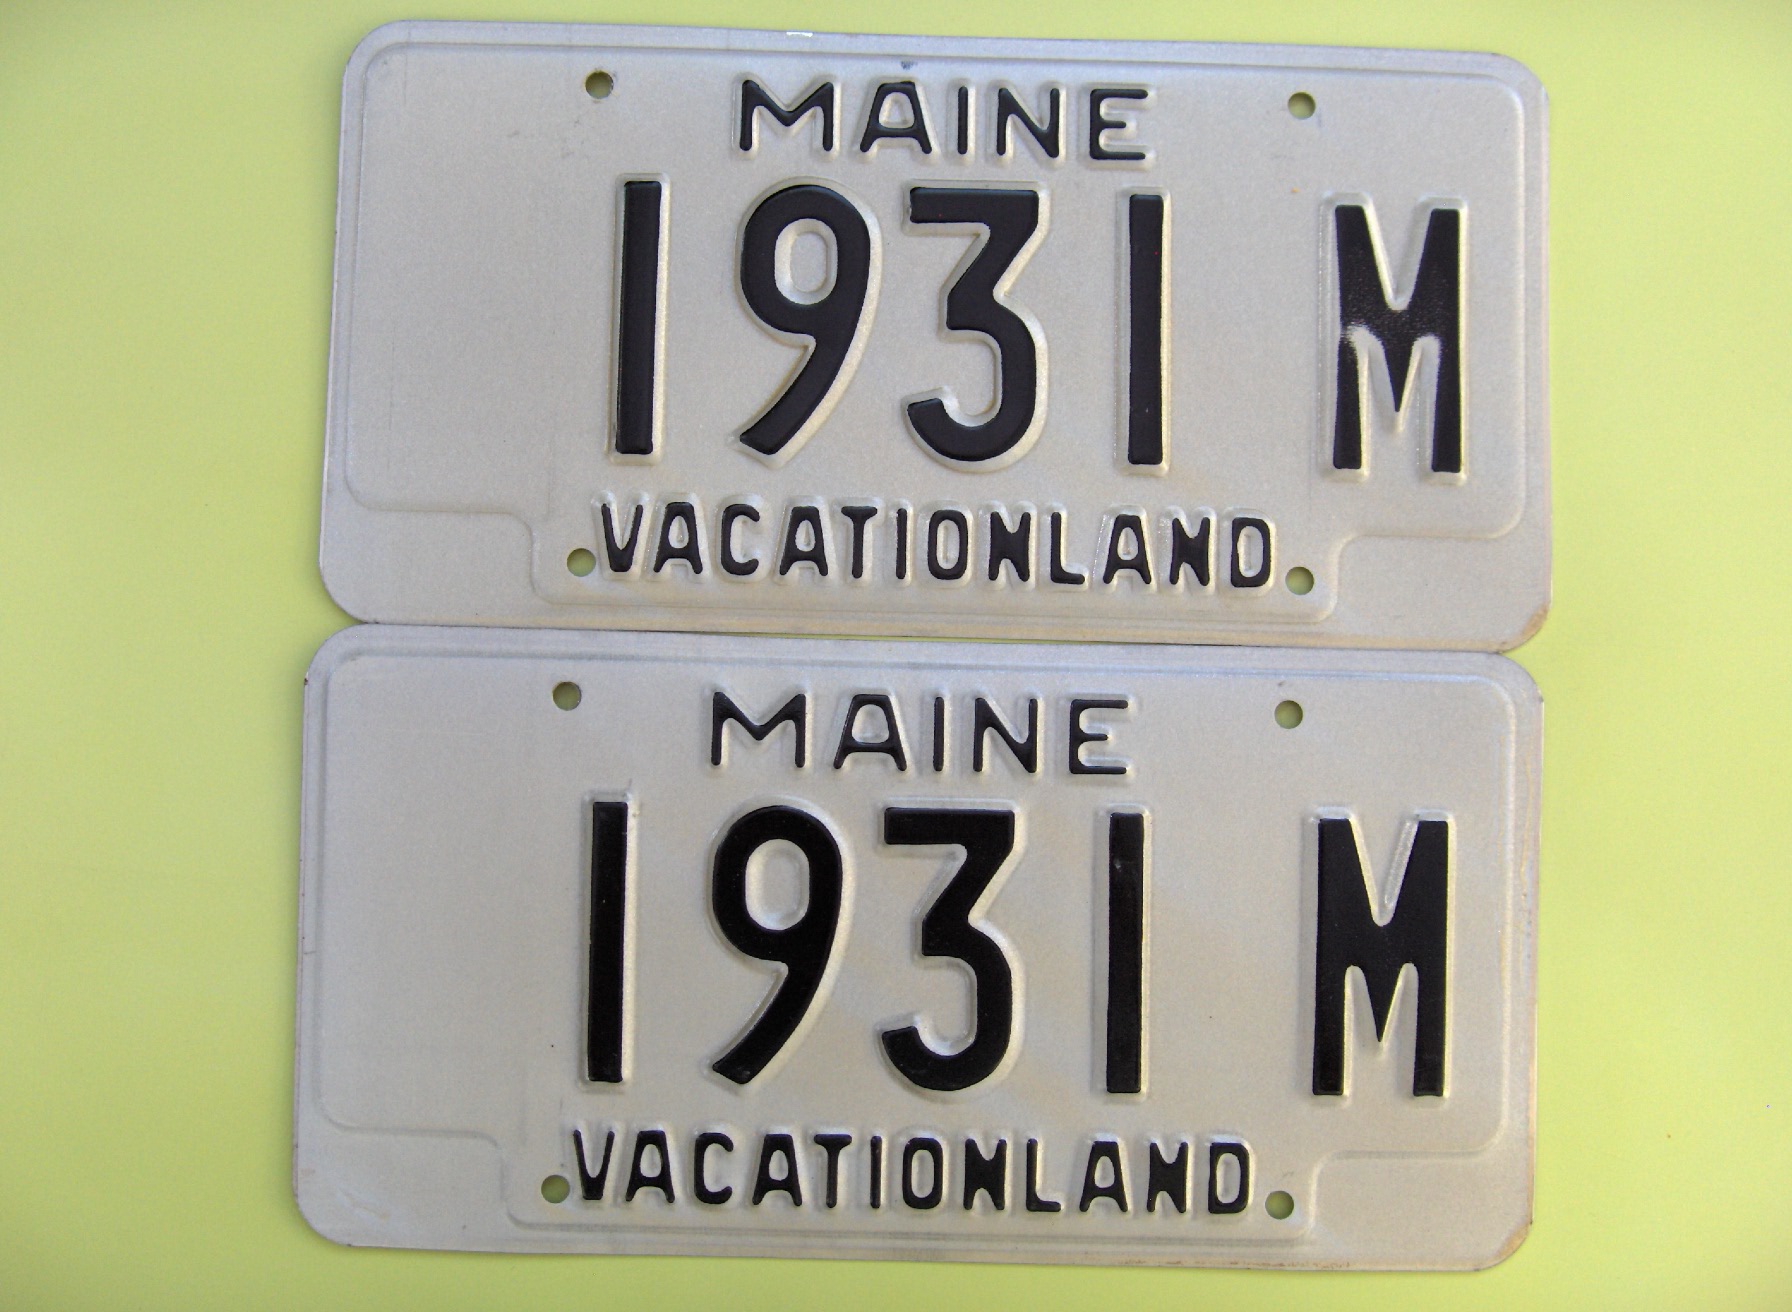 MAINE
1931 M
VACATIONLAND
MAINE
1931 M
VACATIONLAND